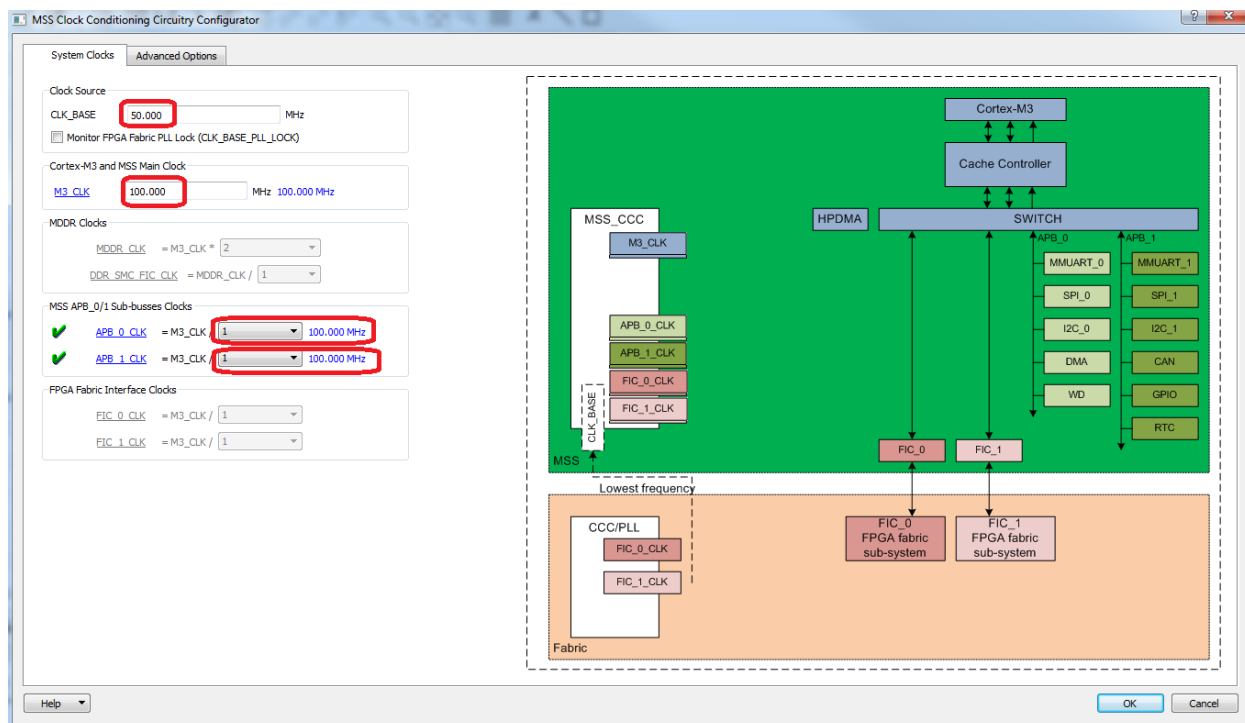 MSS Clock Conditioning Circuitry Configurator
System Clocks
Advanced Options
Clock Source
CLK_BASE 50.000 MHz
Monitor FPGA Fabric PLL Lock (CLK_BASE_PLL_LOCK)
Cortex-M3 and MSS Main Clock
M3_CLK 100.000 MHz 100.000 MHz
MDDR Clocks
MDDR_CLK = M3_CLK * 2
DDR_SMC_FIC_CLK = MDDR_CLK / 1
MSS APB_0/1 Sub-busses Clocks
APB_0_CLK = M3_CLK / 1 100.000 MHz
APB_1_CLK = M3_CLK / 1 100.000 MHz
FPGA Fabric Interface Clocks
FIC_0_CLK = M3_CLK / 1
FIC_1_CLK = M3_CLK / 1
Cortex-M3
Cache Controller
MSS_CCC
HPDMA
SWITCH
M3_CLK
APB_0
APB_1
MMUART_0
MMUART_1
SPI_0
SPI_1
APB_0_CLK
I2C_0
I2C_1
APB_1_CLK
DMA
CAN
FIC_0_CLK
WD
GPIO
FIC_1_CLK
CLK_BASE
RTC
FIC_0
FIC_1
MSS
Lowest frequency
CCC/PLL
FIC_0_CLK
FIC_1_CLK
FIC_0
FPGA fabric
sub-system
FIC_1
FPGA fabric
sub-system
Fabric
Help
OK
Cancel